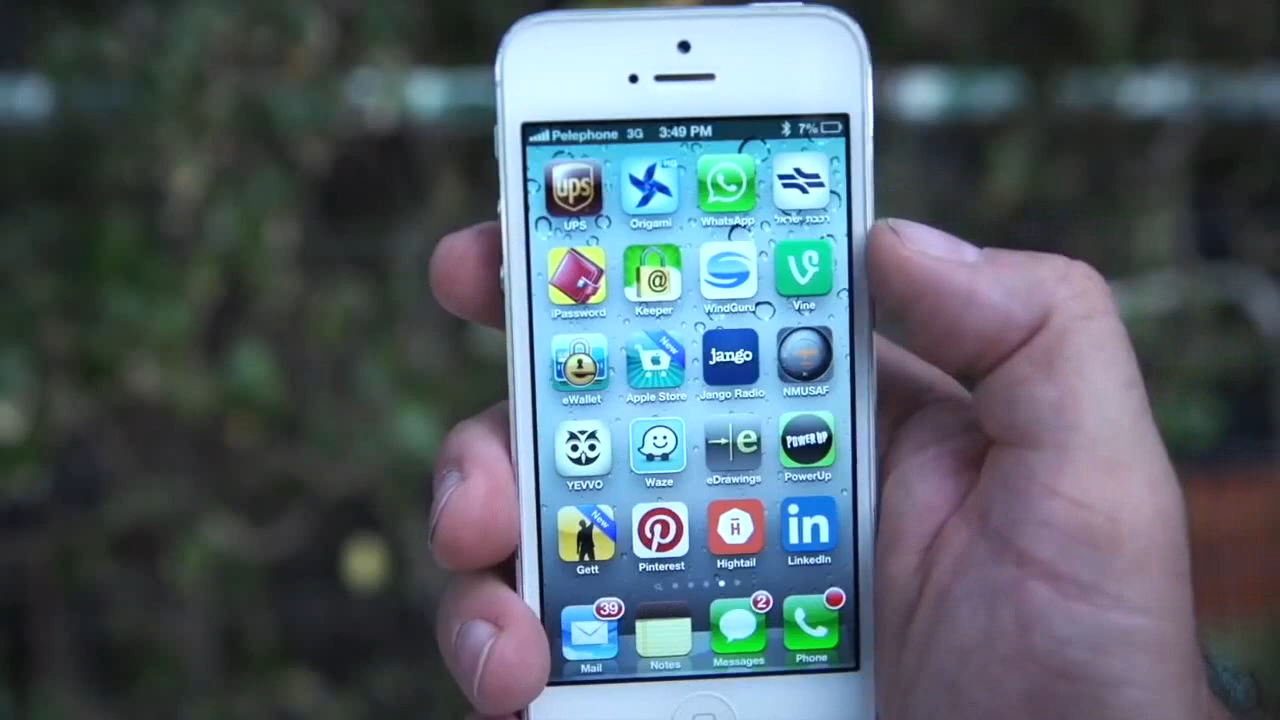 Pelephone 3G 3:49 PM 7%
ups HG
UPS Origami WhatsApp רכבת ישראל
@
iPassword Keeper WindGuru Vine
New jango
eWallet Apple Store Jango Radio NMUSAF
e POWER UP
YEVVO Waze eDrawings PowerUp
New H in
Gett Pinterest Hightail LinkedIn
39 2
Mail Notes Messages Phone